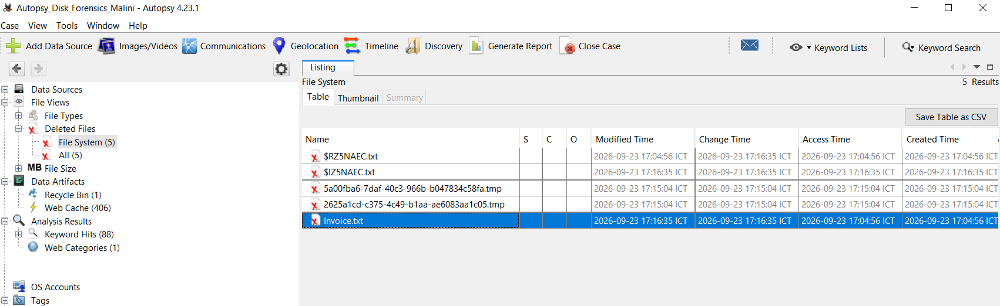 Autopsy_Disk_Forensics_Malini - Autopsy 4.23.1
Case View Tools Window Help
Add Data Source Images/Videos Communications Geolocation Timeline Discovery Generate Report Close Case Keyword Lists Keyword Search
Listing
File System
5 Results
Table Thumbnail Summary
Save Table as CSV
Data Sources
File Views
File Types
Deleted Files
File System (5)
All (5)
MB File Size
Data Artifacts
Recycle Bin (1)
Web Cache (406)
Analysis Results
Keyword Hits (88)
Web Categories (1)
OS Accounts
Tags
Name S C O Modified Time Change Time Access Time Created Time
$RZ5NAEC.txt 2026-09-23 17:04:56 ICT 2026-09-23 17:16:35 ICT 2026-09-23 17:04:56 ICT 2026-09-23 17:04:56 ICT
$IZ5NAEC.txt 2026-09-23 17:16:35 ICT 2026-09-23 17:16:35 ICT 2026-09-23 17:16:35 ICT 2026-09-23 17:16:35 ICT
5a00fba6-7daf-40c3-966b-b047834c58fa.tmp 2026-09-23 17:15:04 ICT 2026-09-23 17:15:04 ICT 2026-09-23 17:15:04 ICT 2026-09-23 17:15:04 ICT
2625a1cd-c375-4c49-b1aa-ae6083aa1c05.tmp 2026-09-23 17:15:04 ICT 2026-09-23 17:15:04 ICT 2026-09-23 17:15:04 ICT 2026-09-23 17:15:04 ICT
Invoice.txt 2026-09-23 17:16:35 ICT 2026-09-23 17:16:35 ICT 2026-09-23 17:04:56 ICT 2026-09-23 17:04:56 ICT